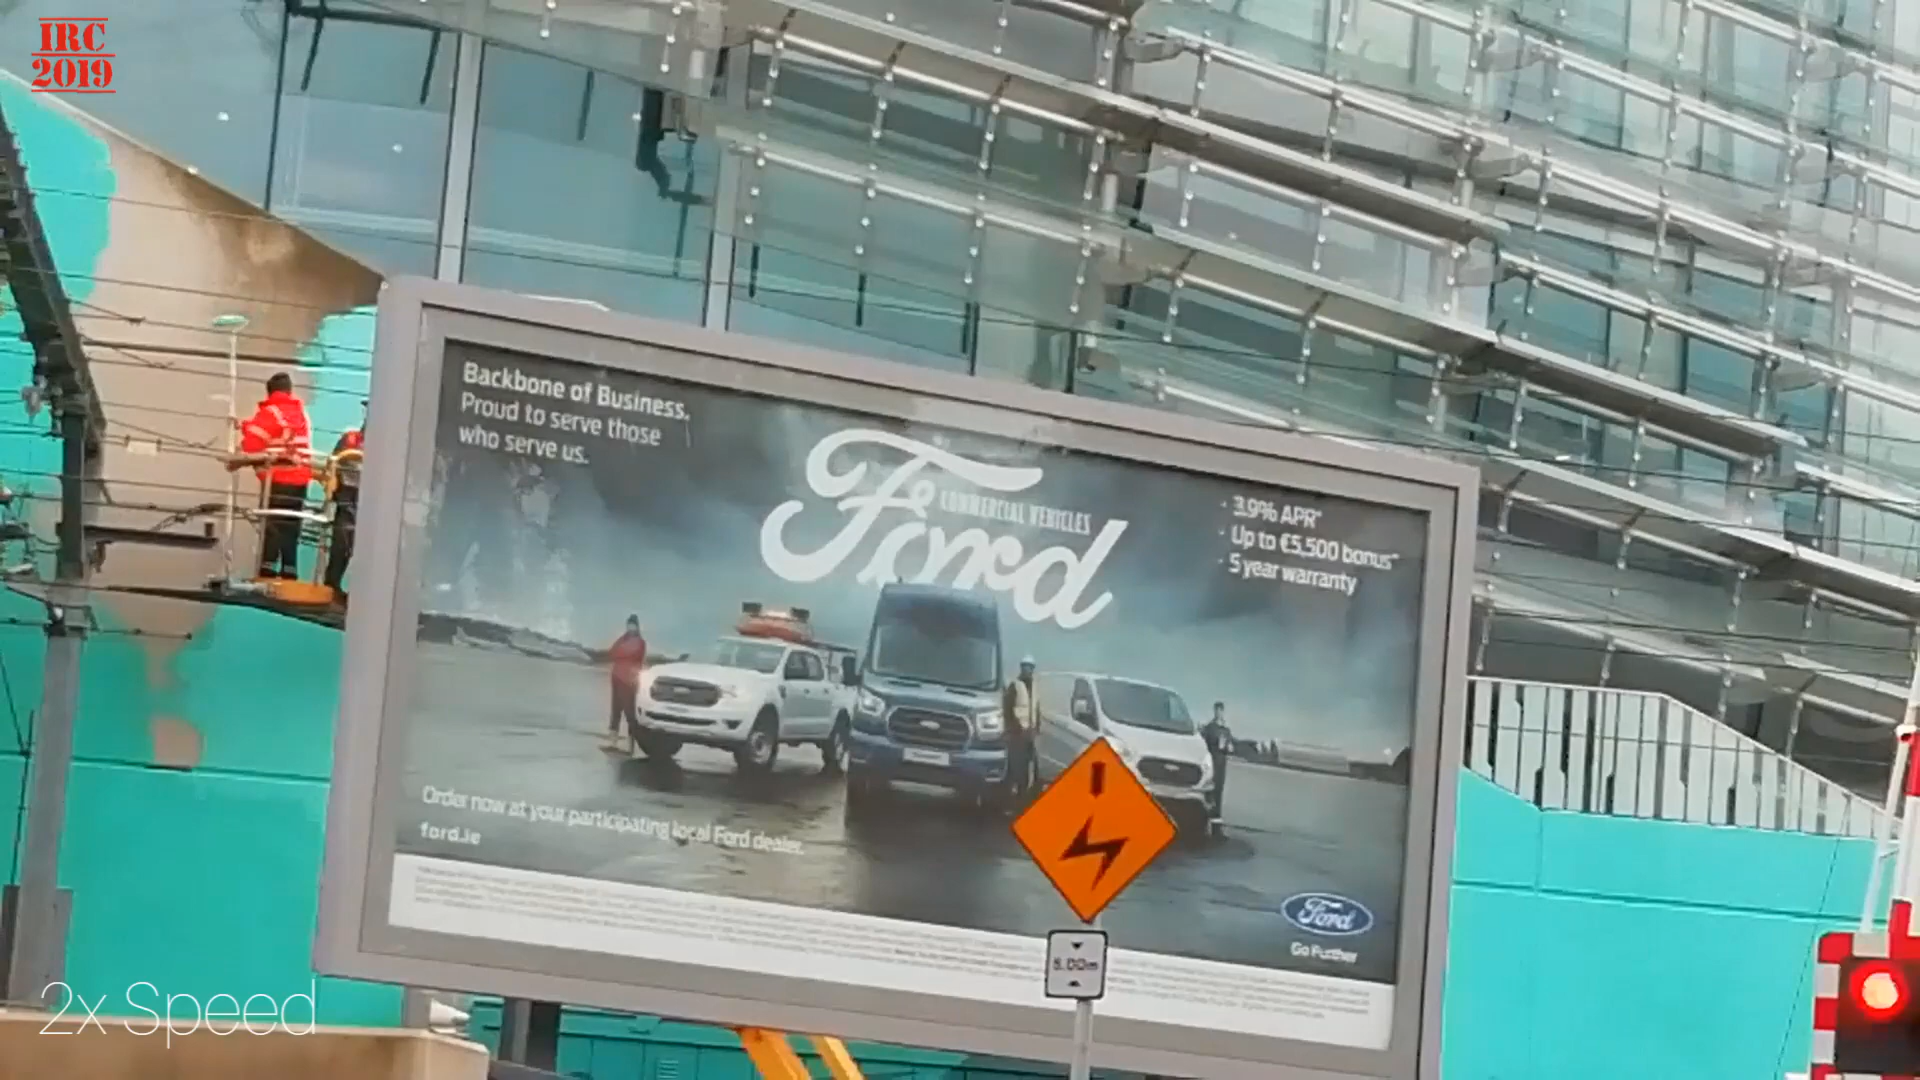 IRC
2019
Backbone of Business.
Proud to serve those
who serve us.
Ford
COMMERCIAL VEHICLES
· 3.9% APR*
· Up to €5,500 bonus**
· 5 year warranty
Order now at your participating local Ford dealer.
ford.ie
Ford
Go Further
5.00m
2x Speed